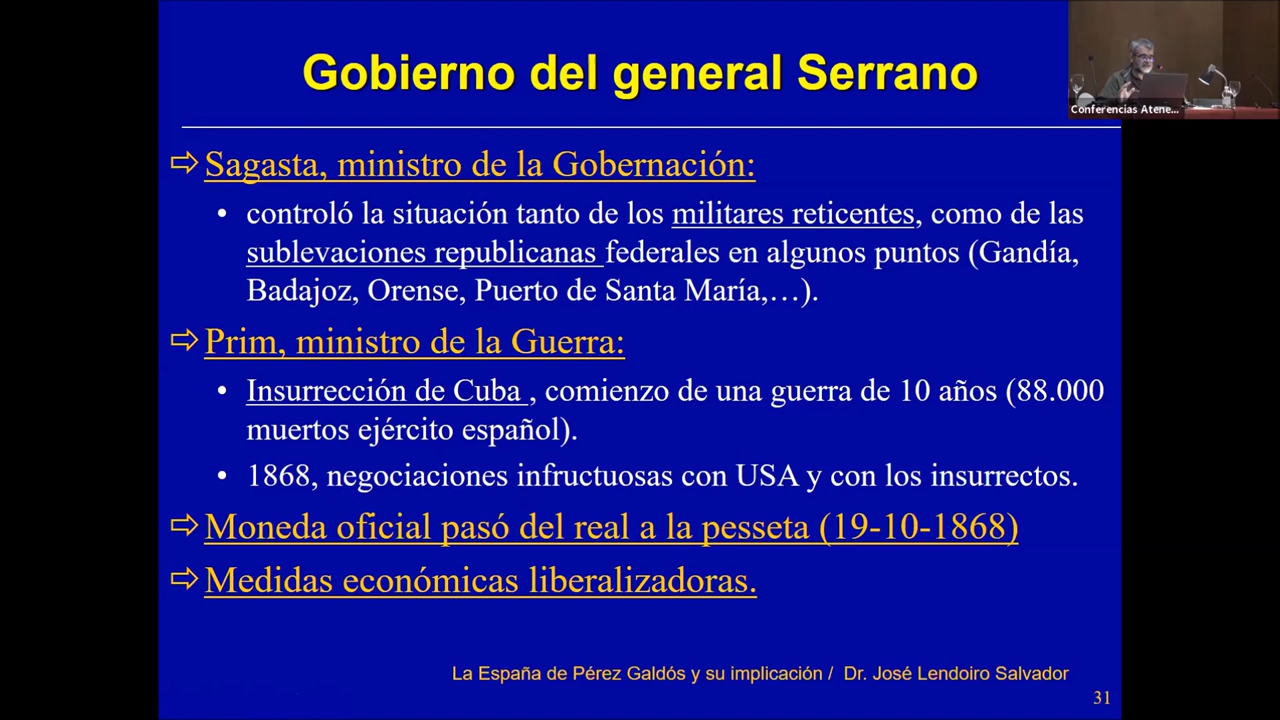 Gobierno del general Serrano
Conferencias Atene...
⇨Sagasta, ministro de la Gobernación:
• controló la situación tanto de los militares reticentes, como de las
sublevaciones republicanas federales en algunos puntos (Gandía,
Badajoz, Orense, Puerto de Santa María,…).
⇨Prim, ministro de la Guerra:
• Insurrección de Cuba , comienzo de una guerra de 10 años (88.000
muertos ejército español).
• 1868, negociaciones infructuosas con USA y con los insurrectos.
⇨Moneda oficial pasó del real a la pesseta (19-10-1868)
⇨Medidas económicas liberalizadoras.
La España de Pérez Galdós y su implicación / Dr. José Lendoiro Salvador
31